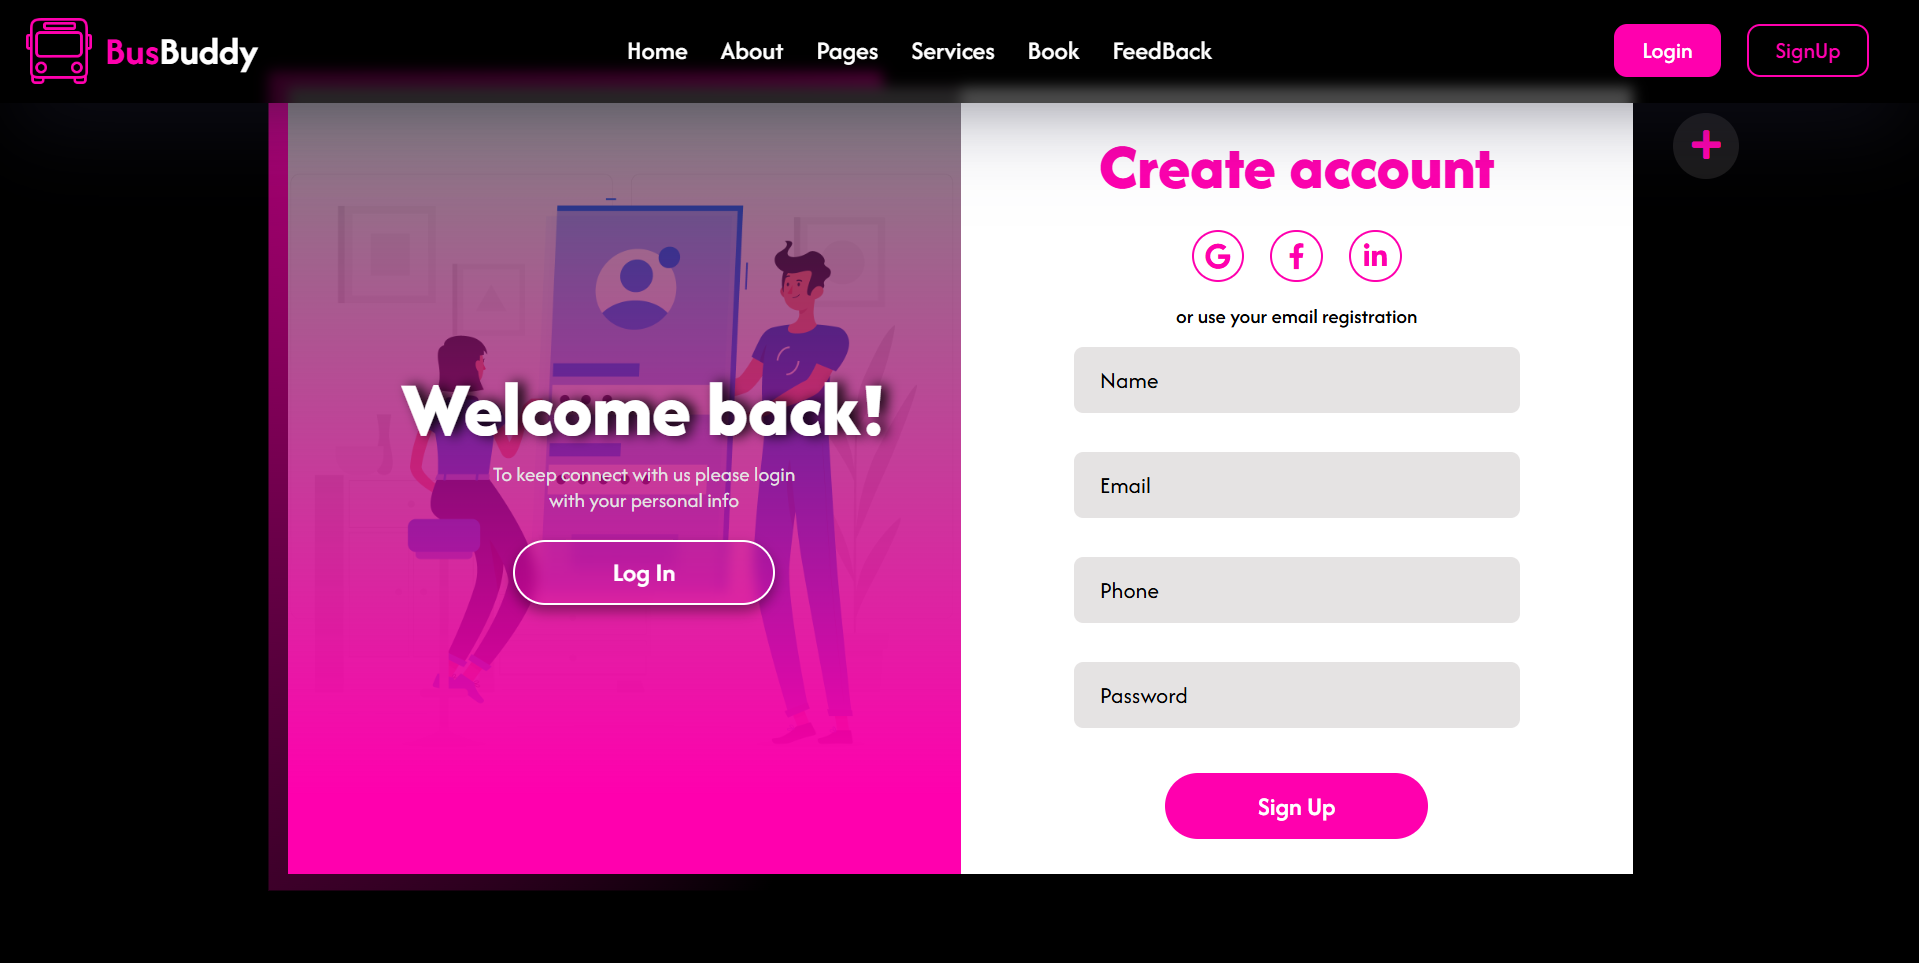 BusBuddy
Home About Pages Services Book FeedBack
Login SignUp
Welcome back!
To keep connect with us please login
with your personal info
Log In
Create account
G f in
or use your email registration
Name
Email
Phone
Password
Sign Up